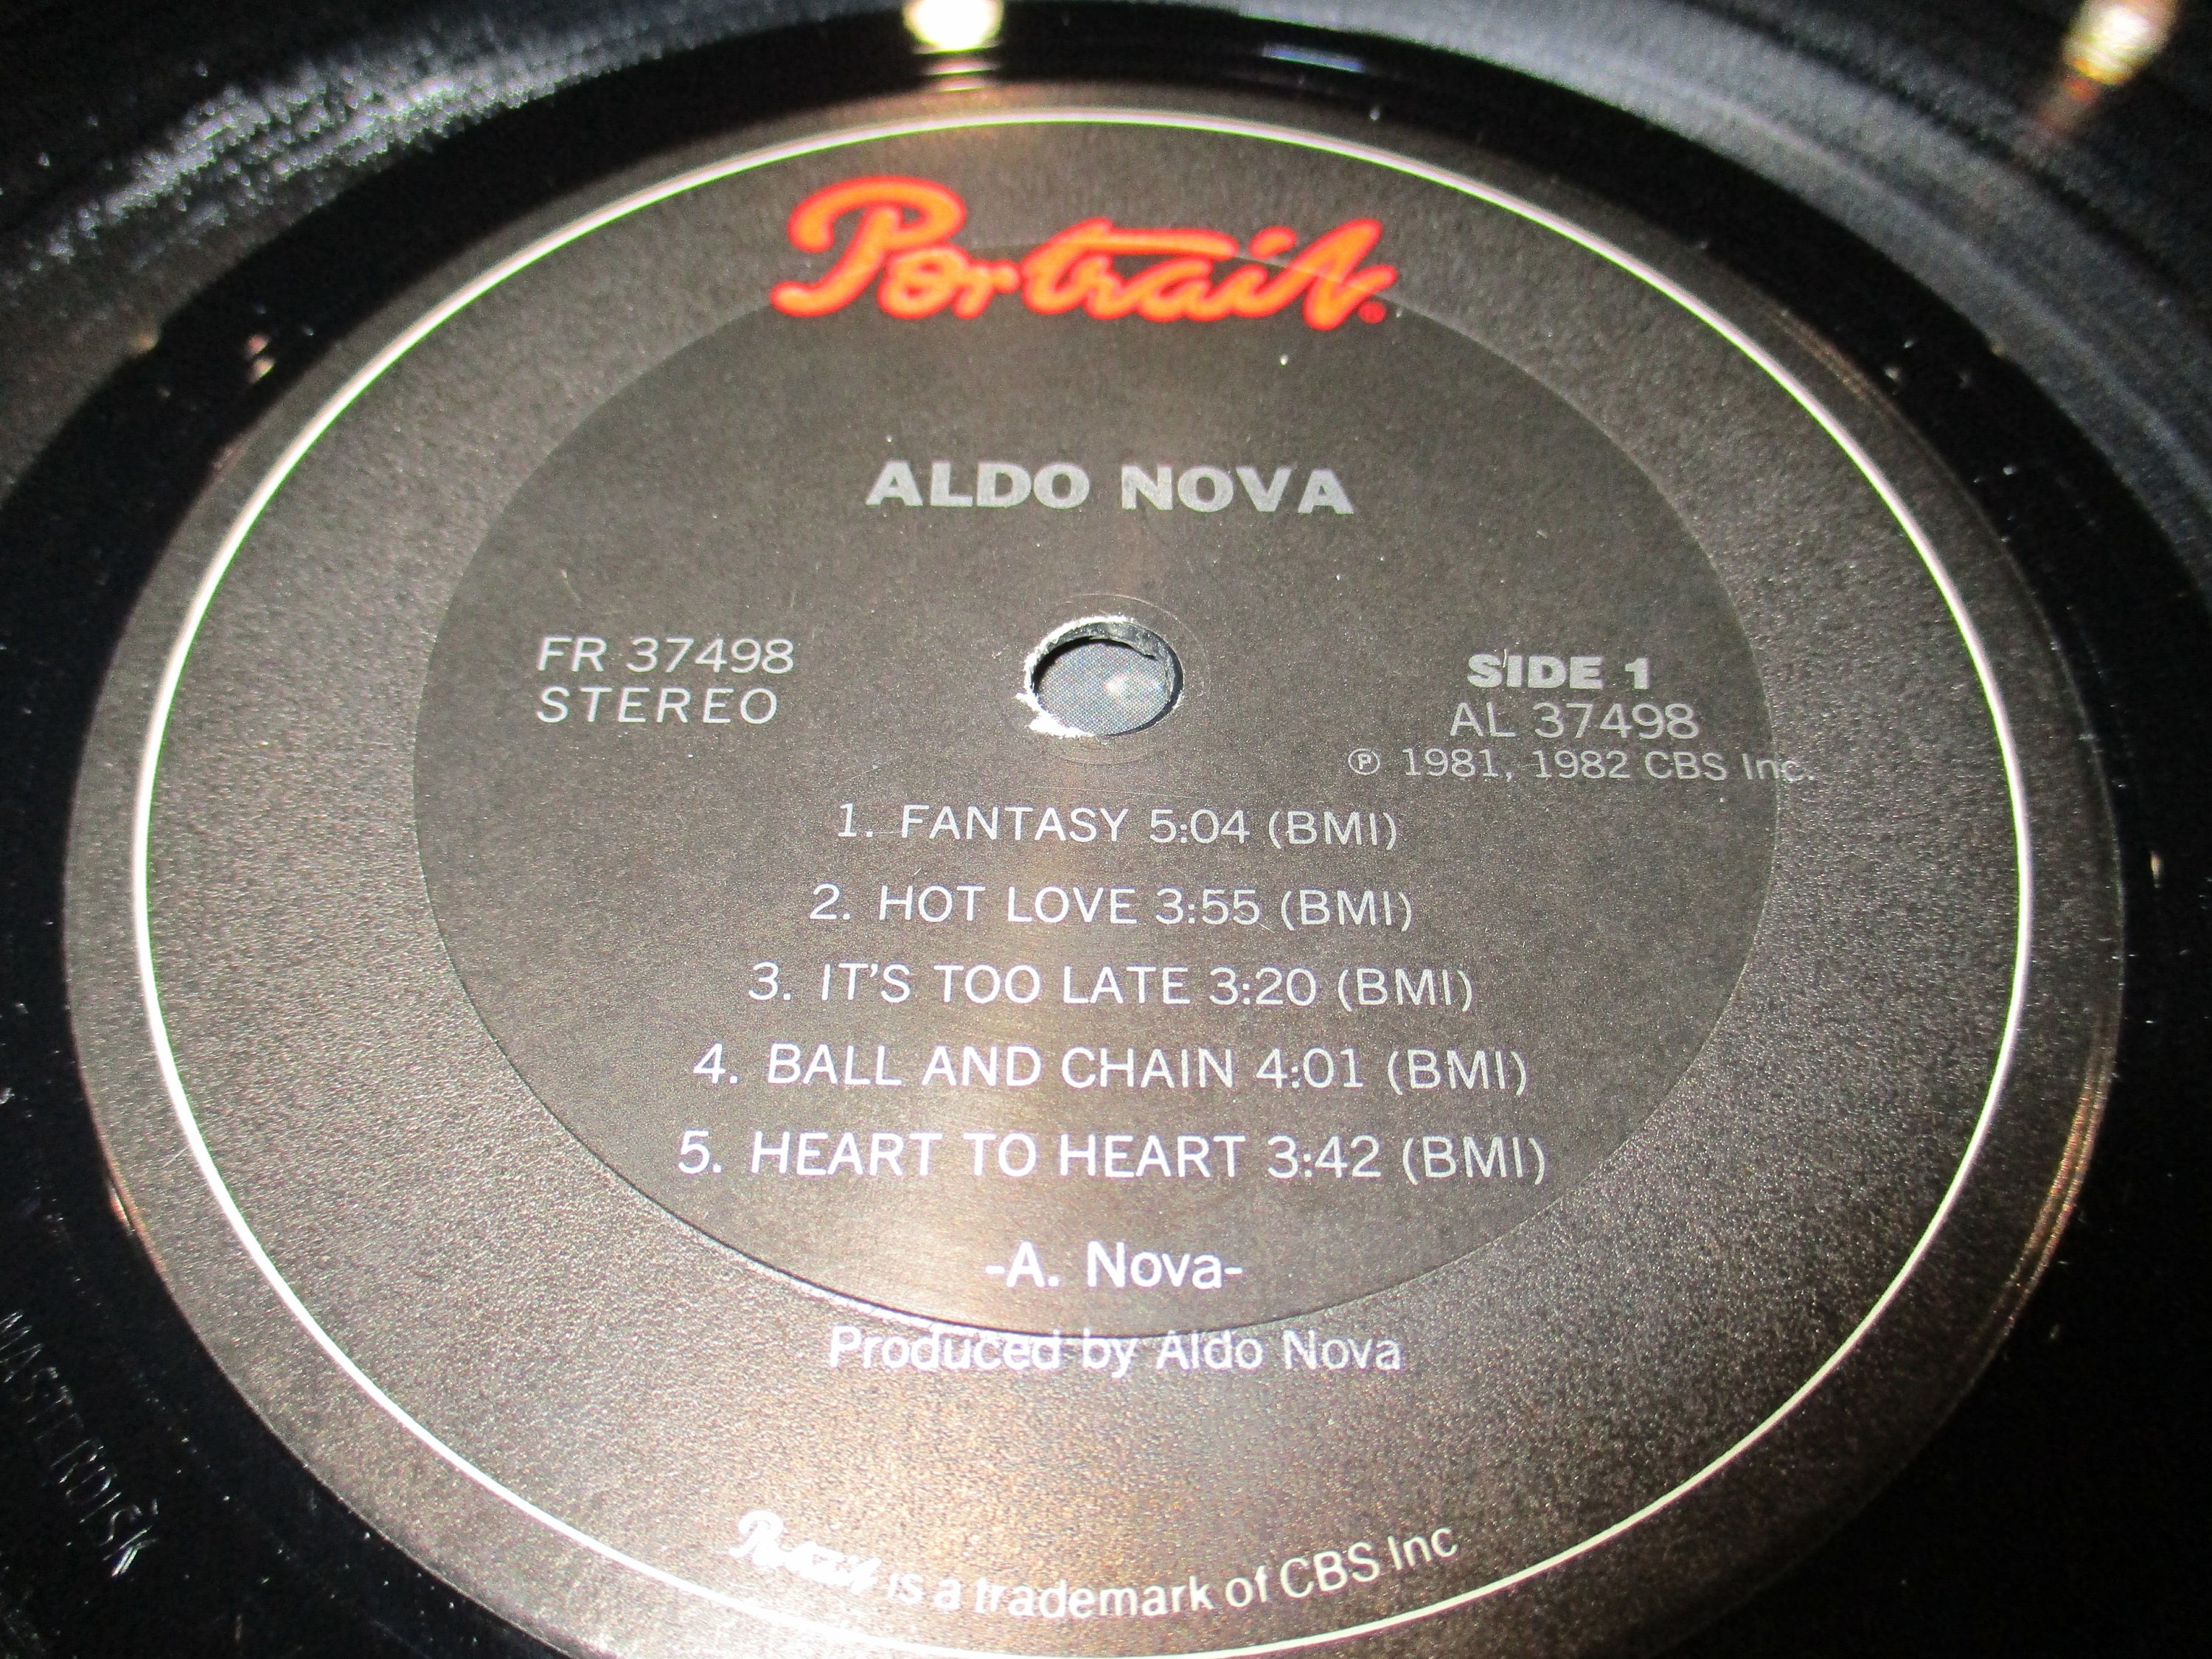 Portrait®
ALDO NOVA
FR 37498
STEREO
SIDE 1
AL 37498
℗ 1981, 1982 CBS Inc.
1. FANTASY 5:04 (BMI)
2. HOT LOVE 3:55 (BMI)
3. IT'S TOO LATE 3:20 (BMI)
4. BALL AND CHAIN 4:01 (BMI)
5. HEART TO HEART 3:42 (BMI)
-A. Nova-
Produced by Aldo Nova
Portrait is a trademark of CBS Inc
MASTERDISK